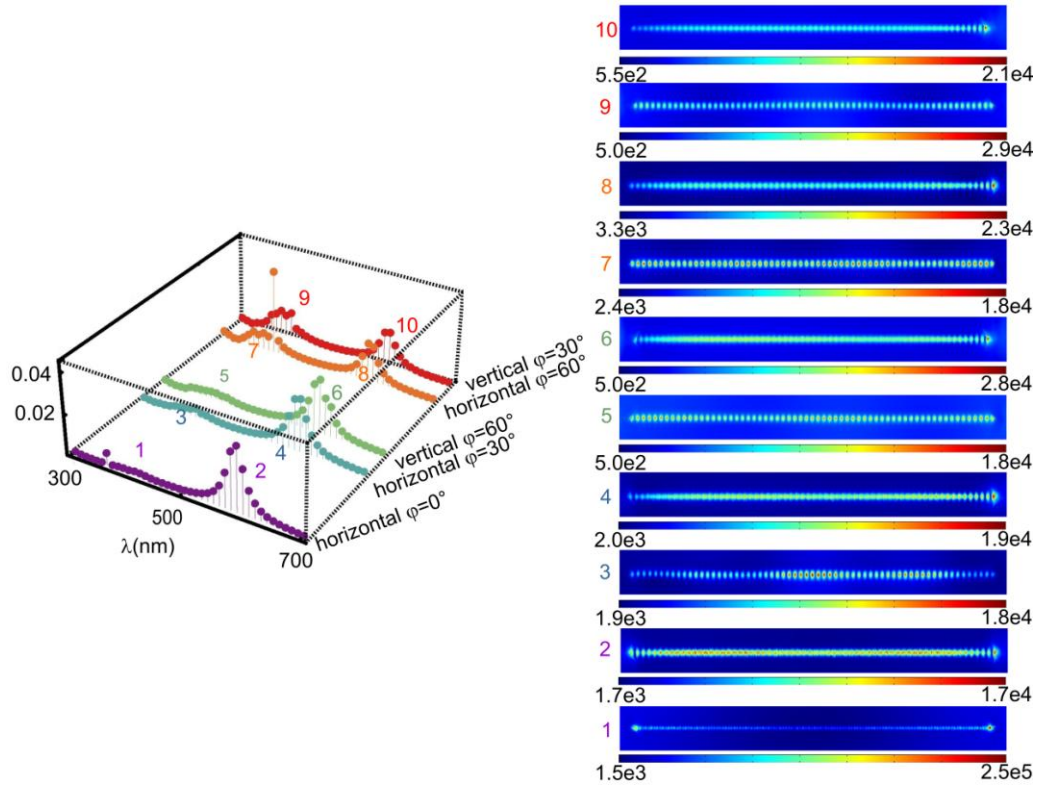 0.04
0.02
300
500
700
λ(nm)
1
2
3
4
5
6
7
8
9
10
vertical φ=30°
horizontal φ=60°
vertical φ=60°
horizontal φ=30°
horizontal φ=0°
10
5.5e2 2.1e4
9
5.0e2 2.9e4
8
3.3e3 2.3e4
7
2.4e3 1.8e4
6
5.0e2 2.8e4
5
5.0e2 1.8e4
4
2.0e3 1.9e4
3
1.9e3 1.8e4
2
1.7e3 1.7e4
1
1.5e3 2.5e5